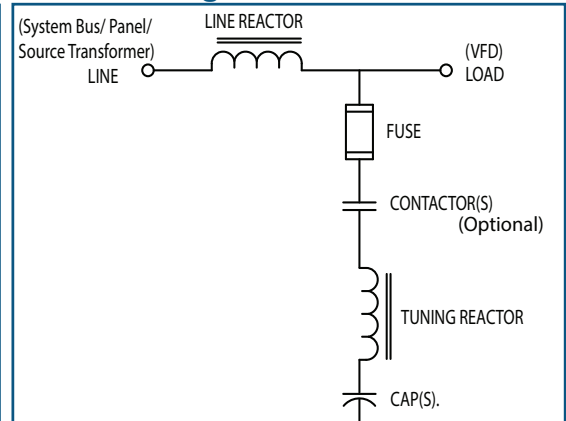 (System Bus/ Panel/
Source Transformer)
LINE
LINE REACTOR
(VFD)
LOAD
FUSE
CONTACTOR(S)
(Optional)
TUNING REACTOR
CAP(S).